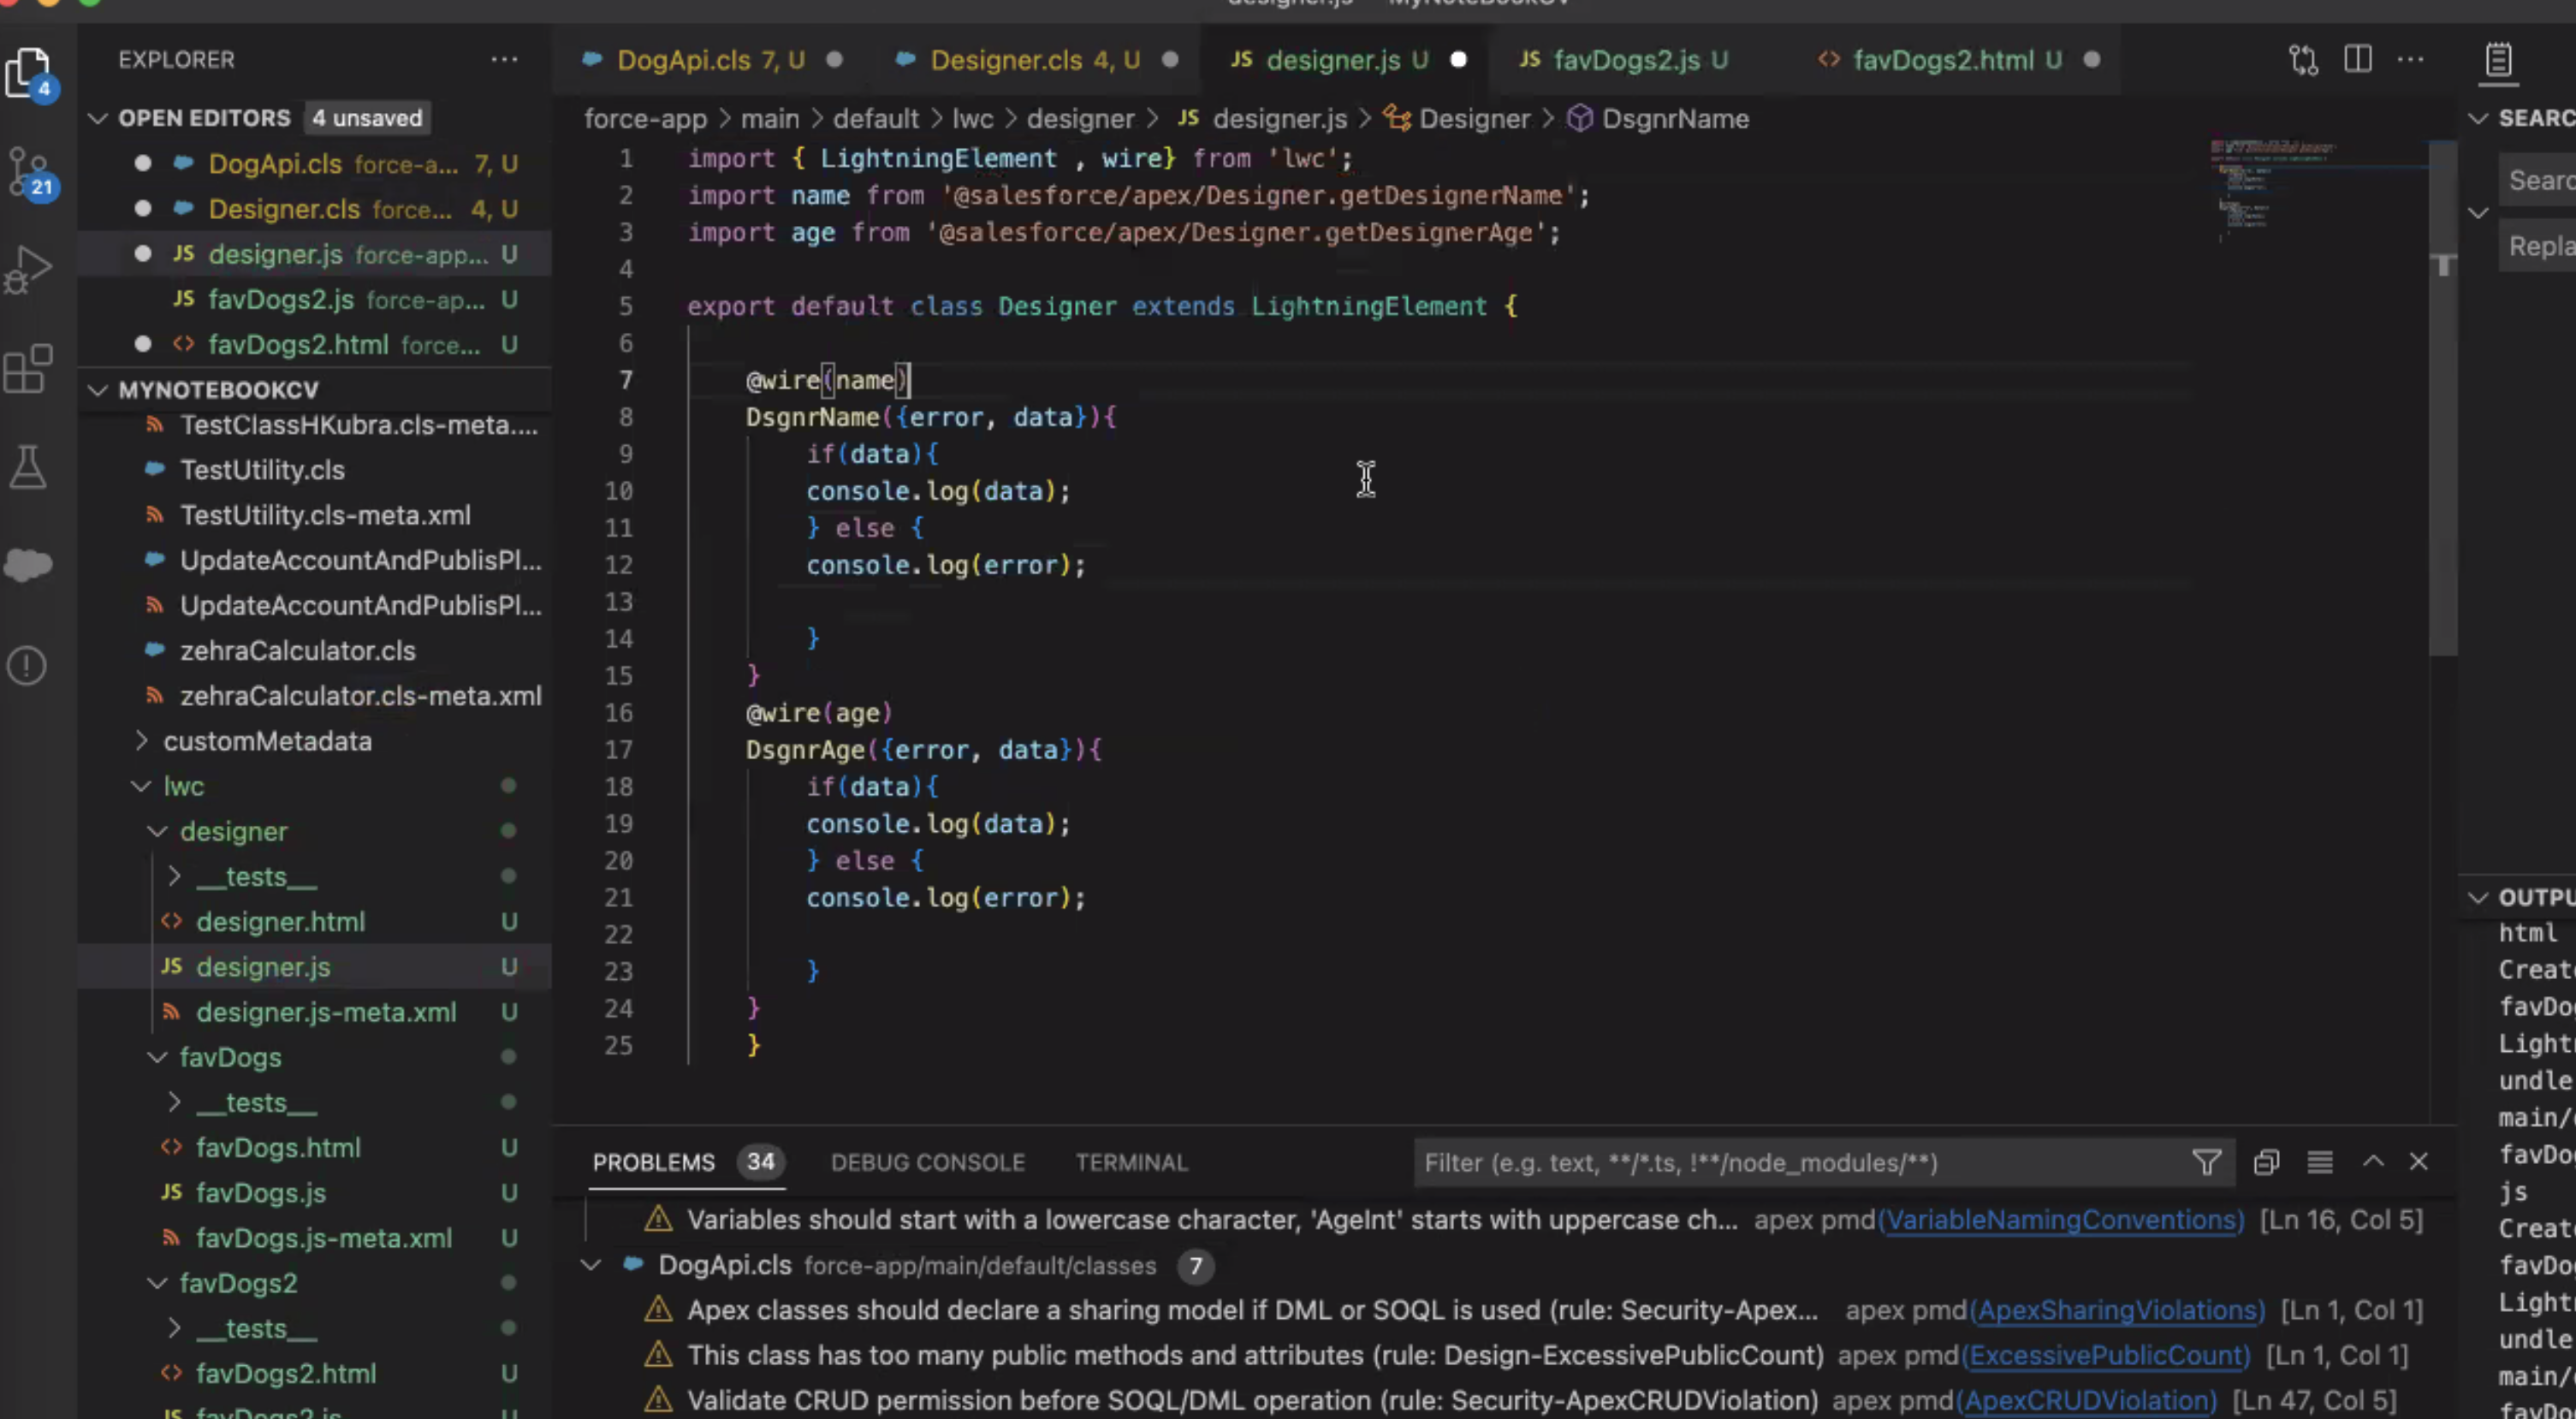 designer.js — MyNoteBookCV
EXPLORER
OPEN EDITORS 4 unsaved
DogApi.cls force-a... 7, U
Designer.cls force... 4, U
JS designer.js force-app... U
JS favDogs2.js force-ap... U
<> favDogs2.html force... U
MYNOTEBOOKCV
TestClassHKubra.cls-meta....
TestUtility.cls
TestUtility.cls-meta.xml
UpdateAccountAndPublisPl...
UpdateAccountAndPublisPl...
zehraCalculator.cls
zehraCalculator.cls-meta.xml
customMetadata
lwc
designer
__tests__
<> designer.html U
JS designer.js U
designer.js-meta.xml U
favDogs
__tests__
<> favDogs.html U
JS favDogs.js U
favDogs.js-meta.xml U
favDogs2
__tests__
<> favDogs2.html U
JS favDogs2.js U
4
21
DogApi.cls 7, U
Designer.cls 4, U
JS designer.js U
JS favDogs2.js U
<> favDogs2.html U
force-app > main > default > lwc > designer > JS designer.js > Designer > DsgnrName
1 import { LightningElement , wire} from 'lwc';
2 import name from '@salesforce/apex/Designer.getDesignerName';
3 import age from '@salesforce/apex/Designer.getDesignerAge';
4
5 export default class Designer extends LightningElement {
6
7 @wire(name)
8 DsgnrName({error, data}){
9 if(data){
10 console.log(data);
11 } else {
12 console.log(error);
13
14 }
15 }
16 @wire(age)
17 DsgnrAge({error, data}){
18 if(data){
19 console.log(data);
20 } else {
21 console.log(error);
22
23 }
24 }
25 }
PROBLEMS 34 DEBUG CONSOLE TERMINAL Filter (e.g. text, **/*.ts, !**/node_modules/**)
Variables should start with a lowercase character, 'AgeInt' starts with uppercase ch... apex pmd(VariableNamingConventions) [Ln 16, Col 5]
DogApi.cls force-app/main/default/classes 7
Apex classes should declare a sharing model if DML or SOQL is used (rule: Security-Apex... apex pmd(ApexSharingViolations) [Ln 1, Col 1]
This class has too many public methods and attributes (rule: Design-ExcessivePublicCount) apex pmd(ExcessivePublicCount) [Ln 1, Col 1]
Validate CRUD permission before SOQL/DML operation (rule: Security-ApexCRUDViolation) apex pmd(ApexCRUDViolation) [Ln 47, Col 5]
SEARC
Searc
Repla
OUTPU
html
Create
favDo
Light
undle
main/
favDo
js
Create
favDo
Light
undle
main/
favDo